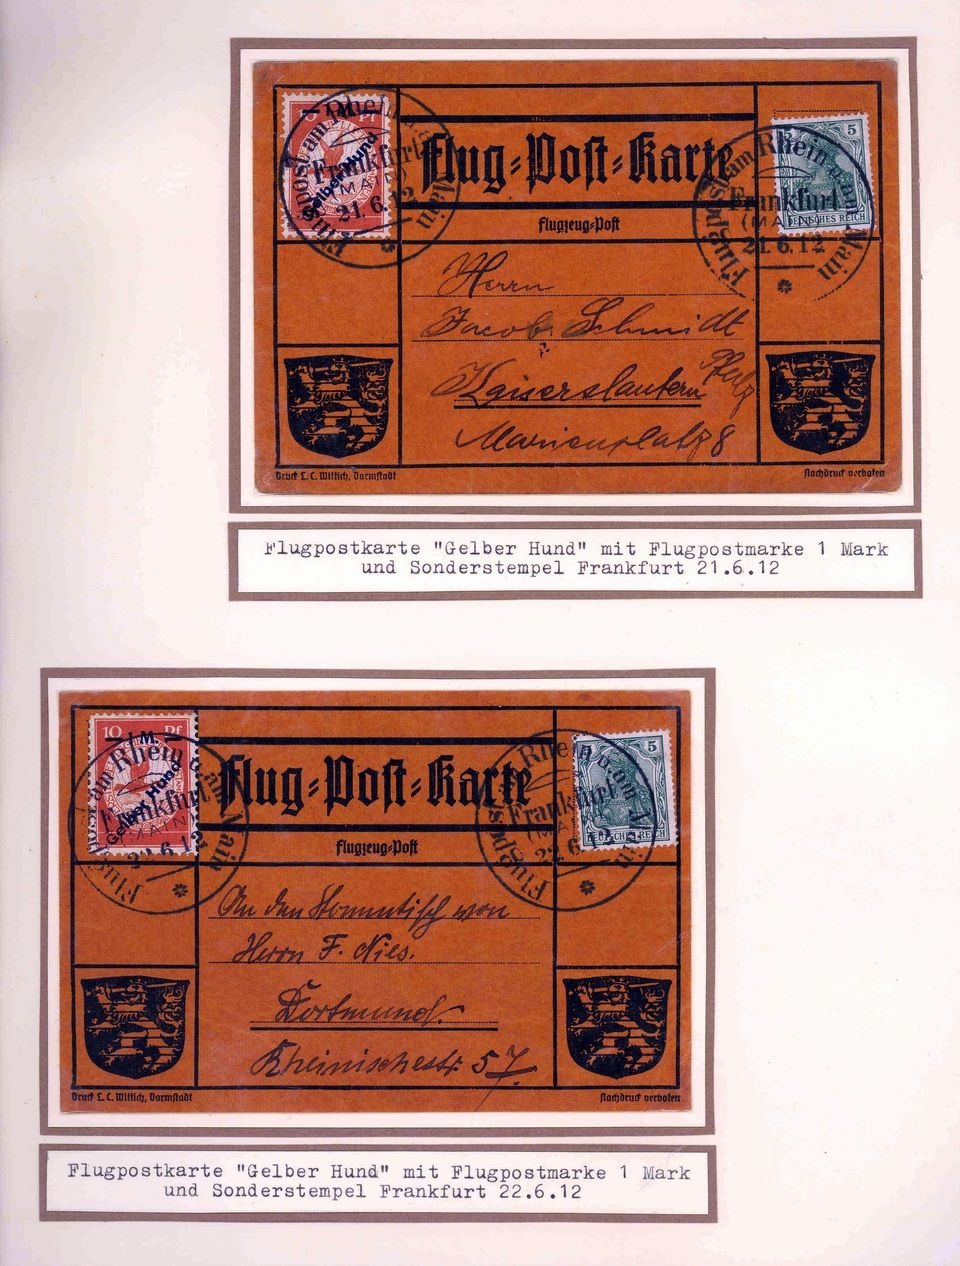 1 M. Pf
Gelber Hund
Flugpost am Rhein u. am Main
Frankfurt
(MAIN)
21.6.12
Flug=Post=Karte
5 5
DEUTSCHES REICH
Flugpost am Rhein u. am Main
Frankfurt
(MAIN)
21.6.12
Flugzeug=Post
Herrn
Jacob Schmidt
Kaiserslautern Pfalz
Marienplatz 8
Druck L. C. Wittich, Darmstadt
Nachdruck verboten
Flugpostkarte "Gelber Hund" mit Flugpostmarke 1 Mark
und Sonderstempel Frankfurt 21.6.12
10 Pf
1 M.
Gelber Hund
Flugpost am Rhein u. am Main
Frankfurt
(MAIN)
22.6.12
Flug=Post=Karte
5
DEUTSCHES REICH
Flugpost am Rhein u. am Main
Frankfurt
22.6.12
Flugzeug=Post
An den Stammtisch von
Herrn F. Nies.
Dortmund.
Rheinischestr. 57.
Druck L. C. Wittich, Darmstadt
Nachdruck verboten
Flugpostkarte "Gelber Hund" mit Flugpostmarke 1 Mark
und Sonderstempel Frankfurt 22.6.12